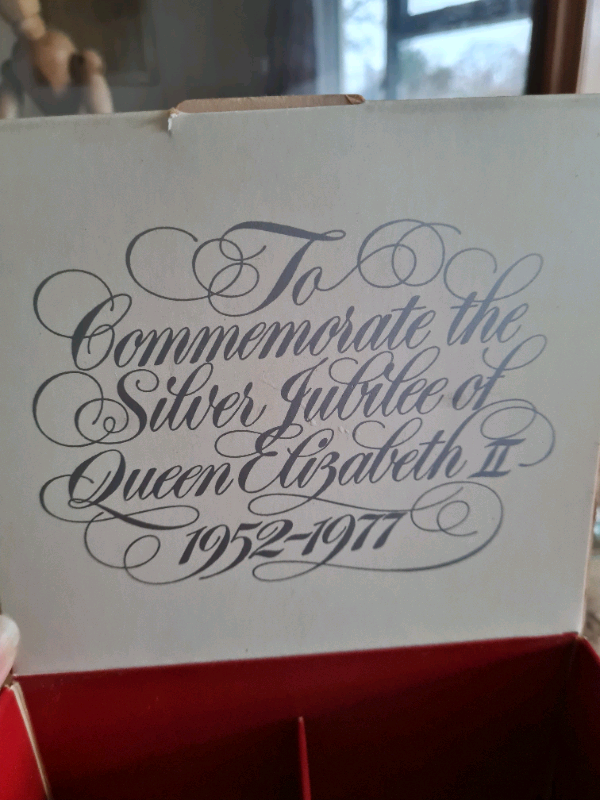 To
Commemorate the
Silver Jubilee of
Queen Elizabeth II
1952-1977